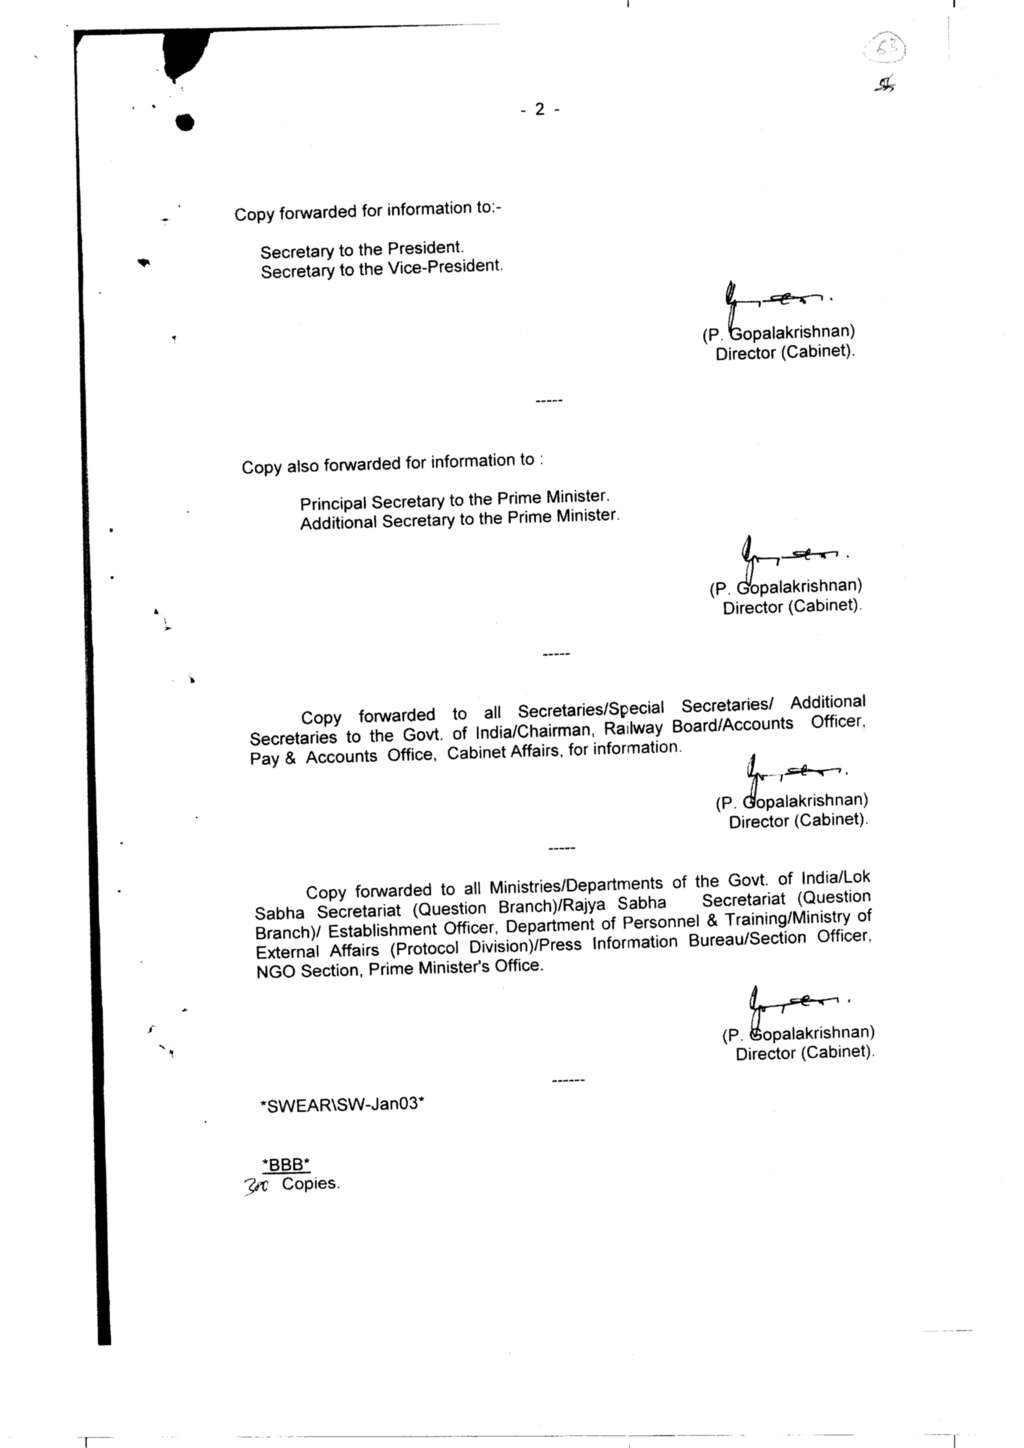 63
- 2 -
Copy forwarded for information to:-
Secretary to the President.
Secretary to the Vice-President.
(P. Gopalakrishnan)
Director (Cabinet).
-----
Copy also forwarded for information to :
Principal Secretary to the Prime Minister.
Additional Secretary to the Prime Minister.
(P. Gopalakrishnan)
Director (Cabinet).
-----
Copy forwarded to all Secretaries/Special Secretaries/ Additional
Secretaries to the Govt. of India/Chairman, Railway Board/Accounts Officer,
Pay & Accounts Office, Cabinet Affairs, for information.
(P. Gopalakrishnan)
Director (Cabinet).
-----
Copy forwarded to all Ministries/Departments of the Govt. of India/Lok
Sabha Secretariat (Question Branch)/Rajya Sabha Secretariat (Question
Branch)/ Establishment Officer, Department of Personnel & Training/Ministry of
External Affairs (Protocol Division)/Press Information Bureau/Section Officer,
NGO Section, Prime Minister's Office.
(P. Gopalakrishnan)
Director (Cabinet).
------
*SWEAR\SW-Jan03*
*BBB*
Copies.